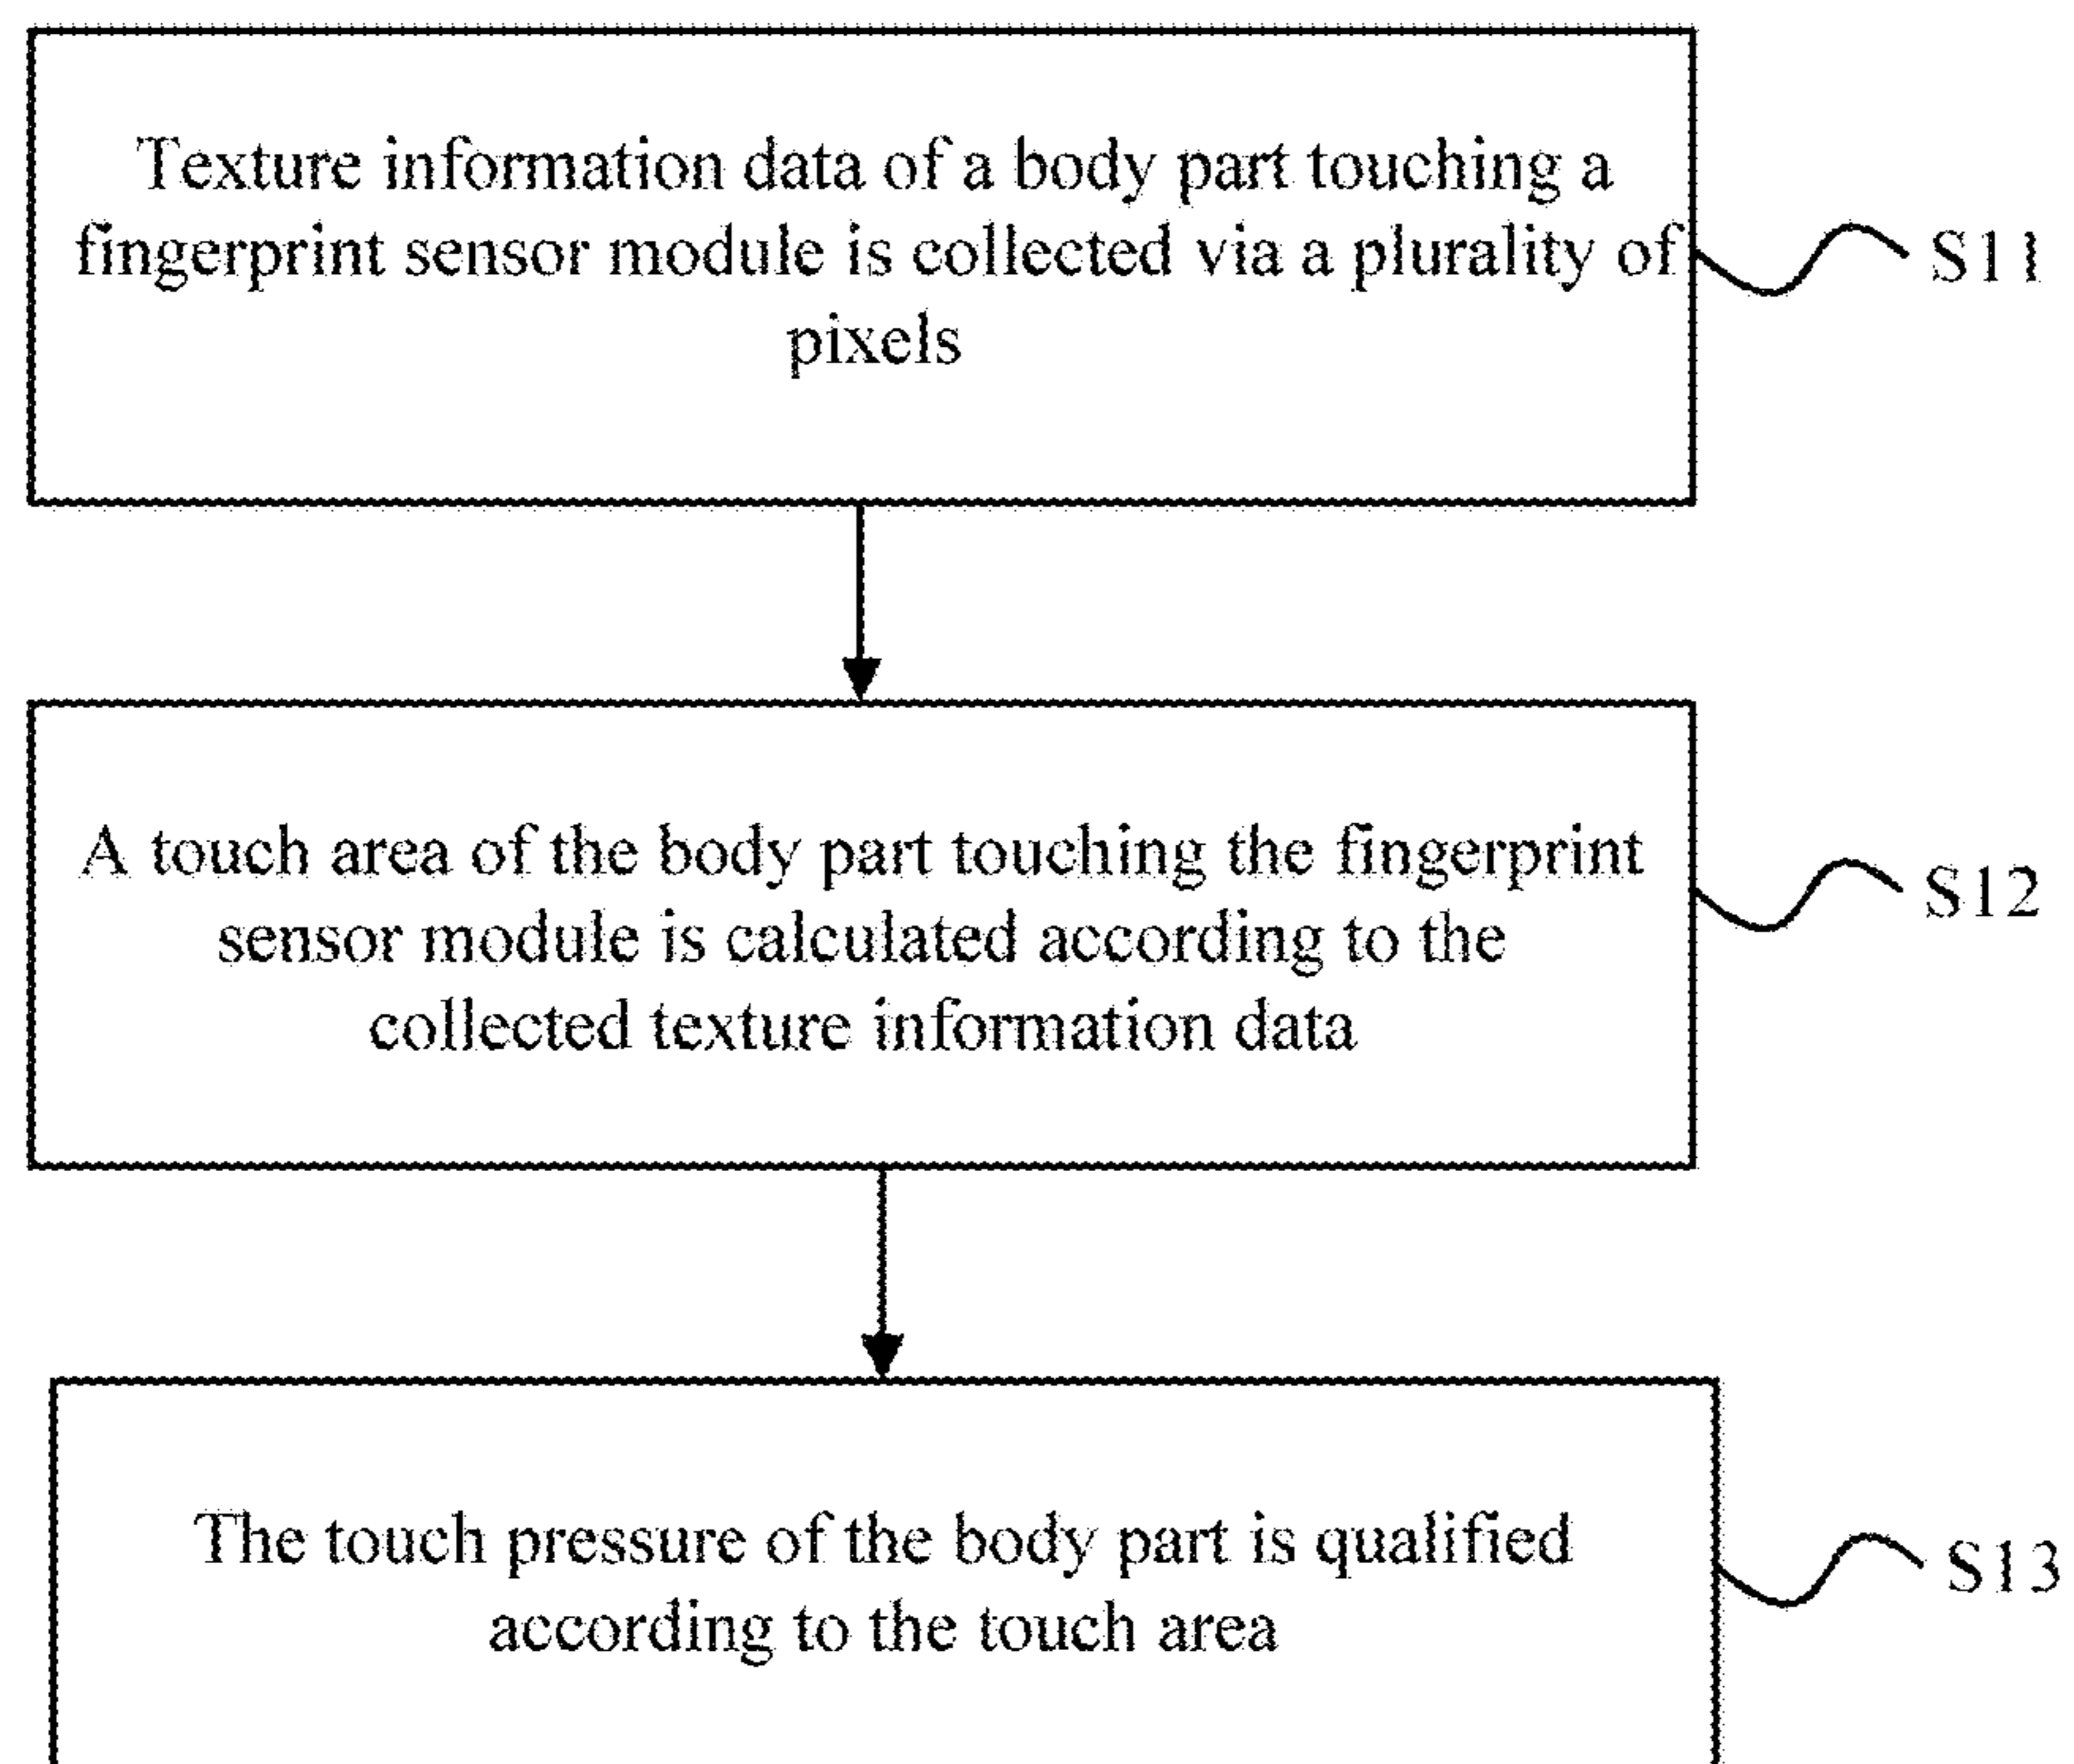 Texture information data of a body part touching a
fingerprint sensor module is collected via a plurality of
pixels
S11
A touch area of the body part touching the fingerprint
sensor module is calculated according to the
collected texture information data
S12
The touch pressure of the body part is qualified
according to the touch area
S13